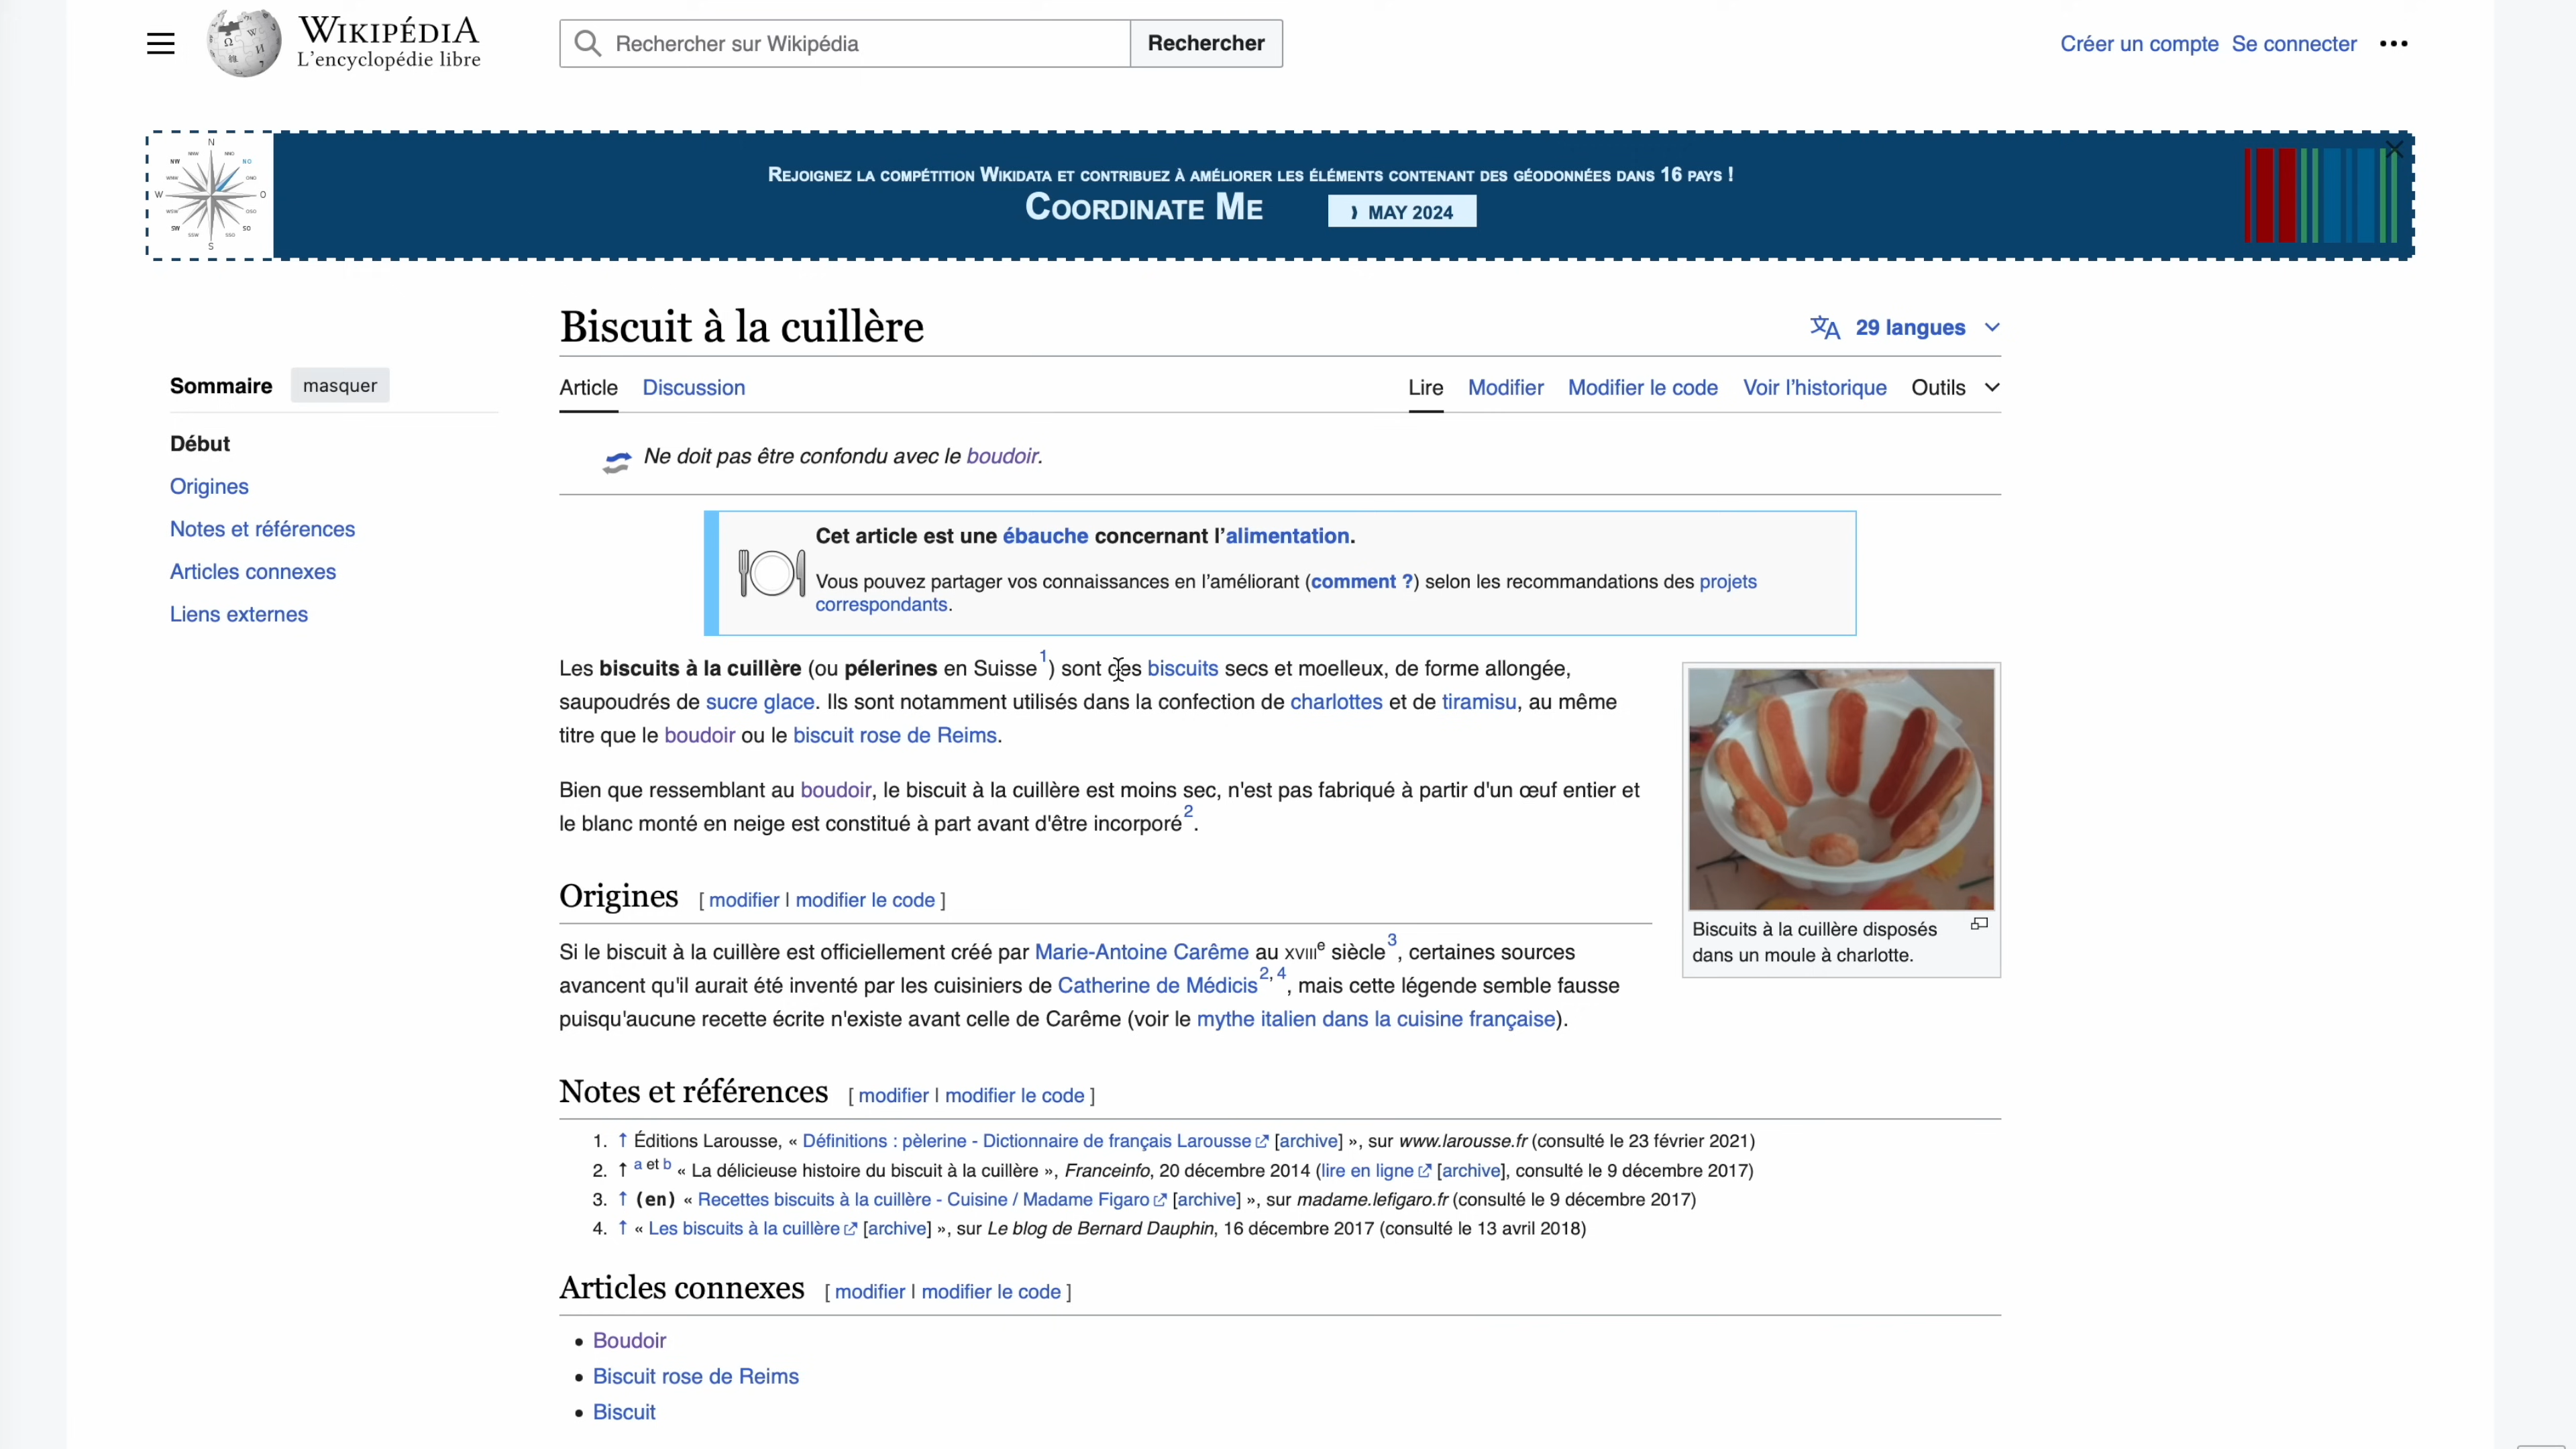 WIKIPÉDIA
L'encyclopédie libre
Rechercher sur Wikipédia
Rechercher
Créer un compte Se connecter
Rejoignez la compétition Wikidata et contribuez à améliorer les éléments contenant des géodonnées dans 16 pays !
Coordinate Me
MAY 2024
N
NW
NO
W
O
SW
SO
S
Biscuit à la cuillère
29 langues
Sommaire masquer
Début
Origines
Notes et références
Articles connexes
Liens externes
Article Discussion
Lire Modifier Modifier le code Voir l'historique Outils
Ne doit pas être confondu avec le boudoir.
Cet article est une ébauche concernant l'alimentation.
Vous pouvez partager vos connaissances en l'améliorant (comment ?) selon les recommandations des projets
correspondants.
Les biscuits à la cuillère (ou pélerines en Suisse1) sont des biscuits secs et moelleux, de forme allongée,
saupoudrés de sucre glace. Ils sont notamment utilisés dans la confection de charlottes et de tiramisu, au même
titre que le boudoir ou le biscuit rose de Reims.
Bien que ressemblant au boudoir, le biscuit à la cuillère est moins sec, n'est pas fabriqué à partir d'un œuf entier et
le blanc monté en neige est constitué à part avant d'être incorporé2.
Biscuits à la cuillère disposés
dans un moule à charlotte.
Origines [ modifier | modifier le code ]
Si le biscuit à la cuillère est officiellement créé par Marie-Antoine Carême au XVIIIe siècle3, certaines sources
avancent qu'il aurait été inventé par les cuisiniers de Catherine de Médicis2, 4, mais cette légende semble fausse
puisqu'aucune recette écrite n'existe avant celle de Carême (voir le mythe italien dans la cuisine française).
Notes et références [ modifier | modifier le code ]
1. ↑ Éditions Larousse, « Définitions : pèlerine - Dictionnaire de français Larousse [archive] », sur www.larousse.fr (consulté le 23 février 2021)
2. ↑ a et b « La délicieuse histoire du biscuit à la cuillère », Franceinfo, 20 décembre 2014 (lire en ligne [archive], consulté le 9 décembre 2017)
3. ↑ (en) « Recettes biscuits à la cuillère - Cuisine / Madame Figaro [archive] », sur madame.lefigaro.fr (consulté le 9 décembre 2017)
4. ↑ « Les biscuits à la cuillère [archive] », sur Le blog de Bernard Dauphin, 16 décembre 2017 (consulté le 13 avril 2018)
Articles connexes [ modifier | modifier le code ]
• Boudoir
• Biscuit rose de Reims
• Biscuit